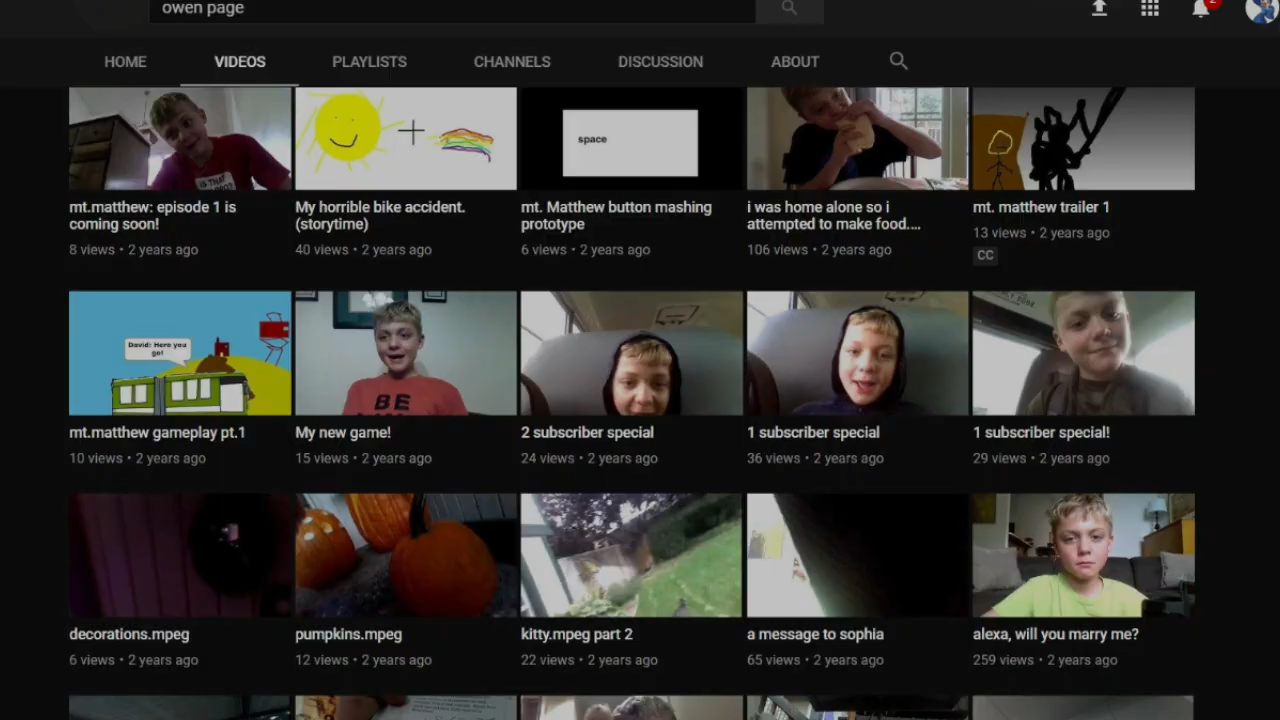 owen page
2
HOME VIDEOS PLAYLISTS CHANNELS DISCUSSION ABOUT
IS THAT
space
mt.matthew: episode 1 is coming soon!
8 views • 2 years ago
My horrible bike accident. (storytime)
40 views • 2 years ago
mt. Matthew button mashing prototype
6 views • 2 years ago
i was home alone so i attempted to make food....
106 views • 2 years ago
mt. matthew trailer 1
13 views • 2 years ago
CC
David: Here you go!
BE
mt.matthew gameplay pt.1
10 views • 2 years ago
My new game!
15 views • 2 years ago
2 subscriber special
24 views • 2 years ago
1 subscriber special
36 views • 2 years ago
1 subscriber special!
29 views • 2 years ago
decorations.mpeg
6 views • 2 years ago
pumpkins.mpeg
12 views • 2 years ago
kitty.mpeg part 2
22 views • 2 years ago
a message to sophia
65 views • 2 years ago
alexa, will you marry me?
259 views • 2 years ago